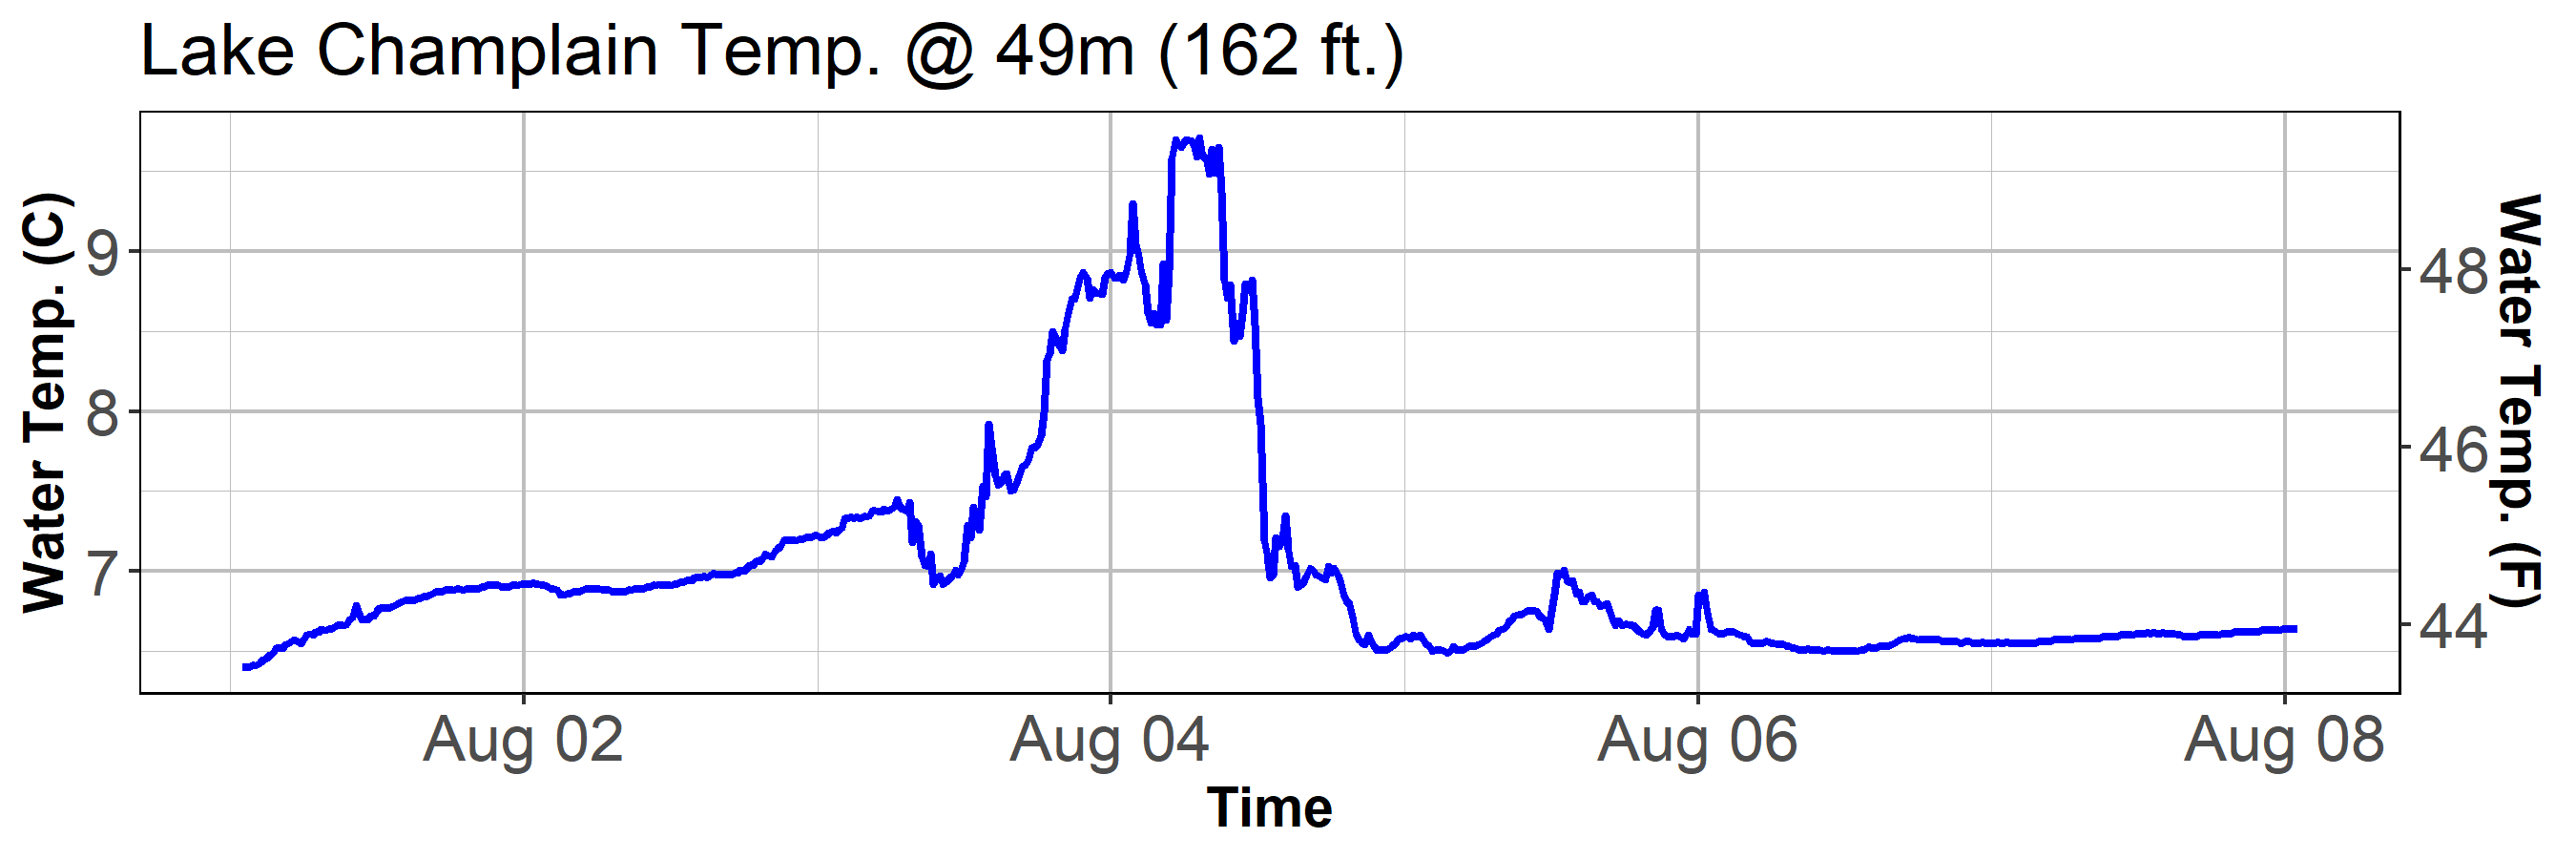 Lake Champlain Temp. @ 49m (162 ft.)
Water Temp. (C)
9
8
7
48
46
44
Water Temp. (F)
Aug 02 Aug 04 Aug 06 Aug 08
Time